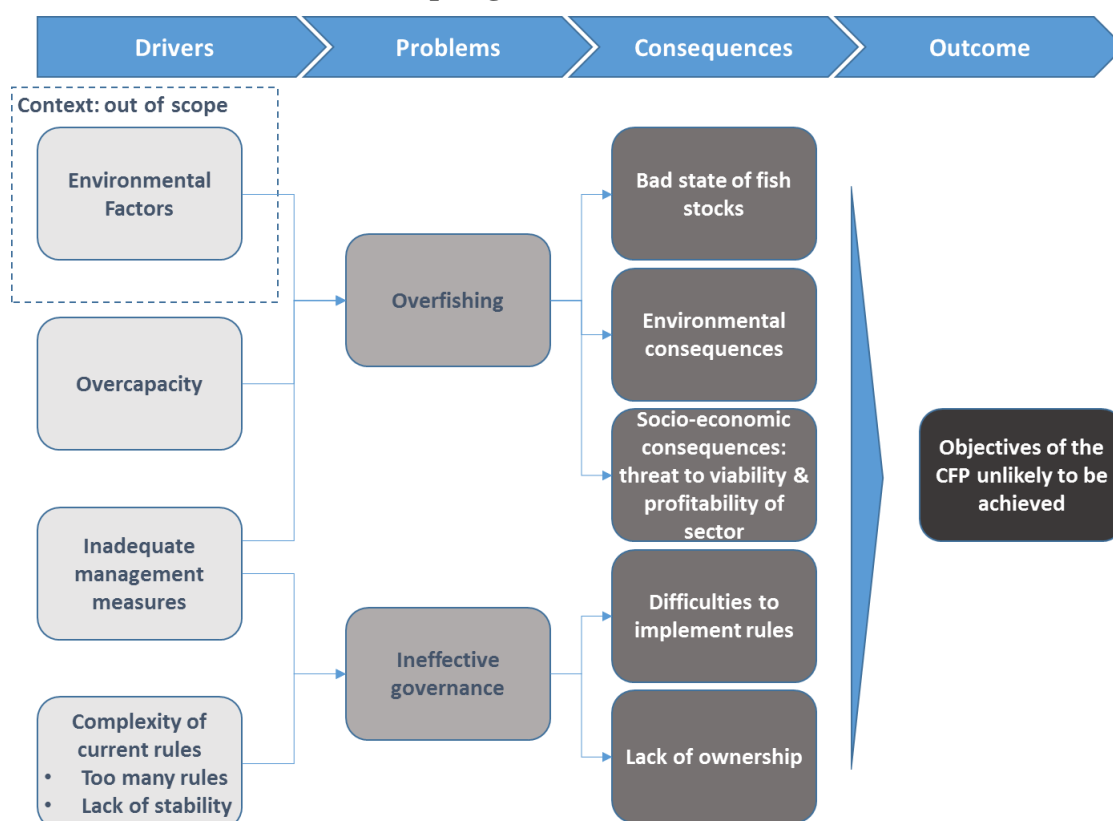 Drivers
Problems
Consequences
Outcome
Context: out of scope
Environmental
Factors
Overcapacity
Inadequate
management
measures
Complexity of
current rules
• Too many rules
• Lack of stability
Overfishing
Ineffective
governance
Bad state of fish
stocks
Environmental
consequences
Socio-economic
consequences:
threat to viability &
profitability of
sector
Difficulties to
implement rules
Lack of ownership
Objectives of the
CFP unlikely to be
achieved